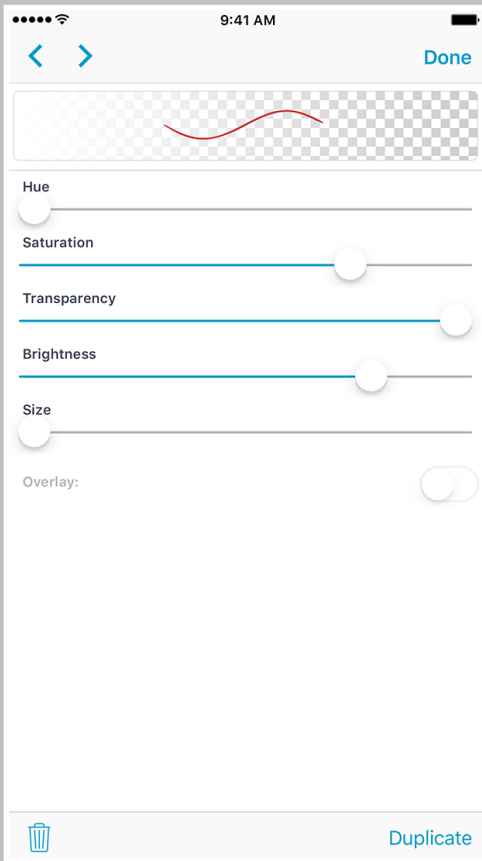 9:41 AM
Done
Hue
Saturation
Transparency
Brightness
Size
Overlay:
Duplicate